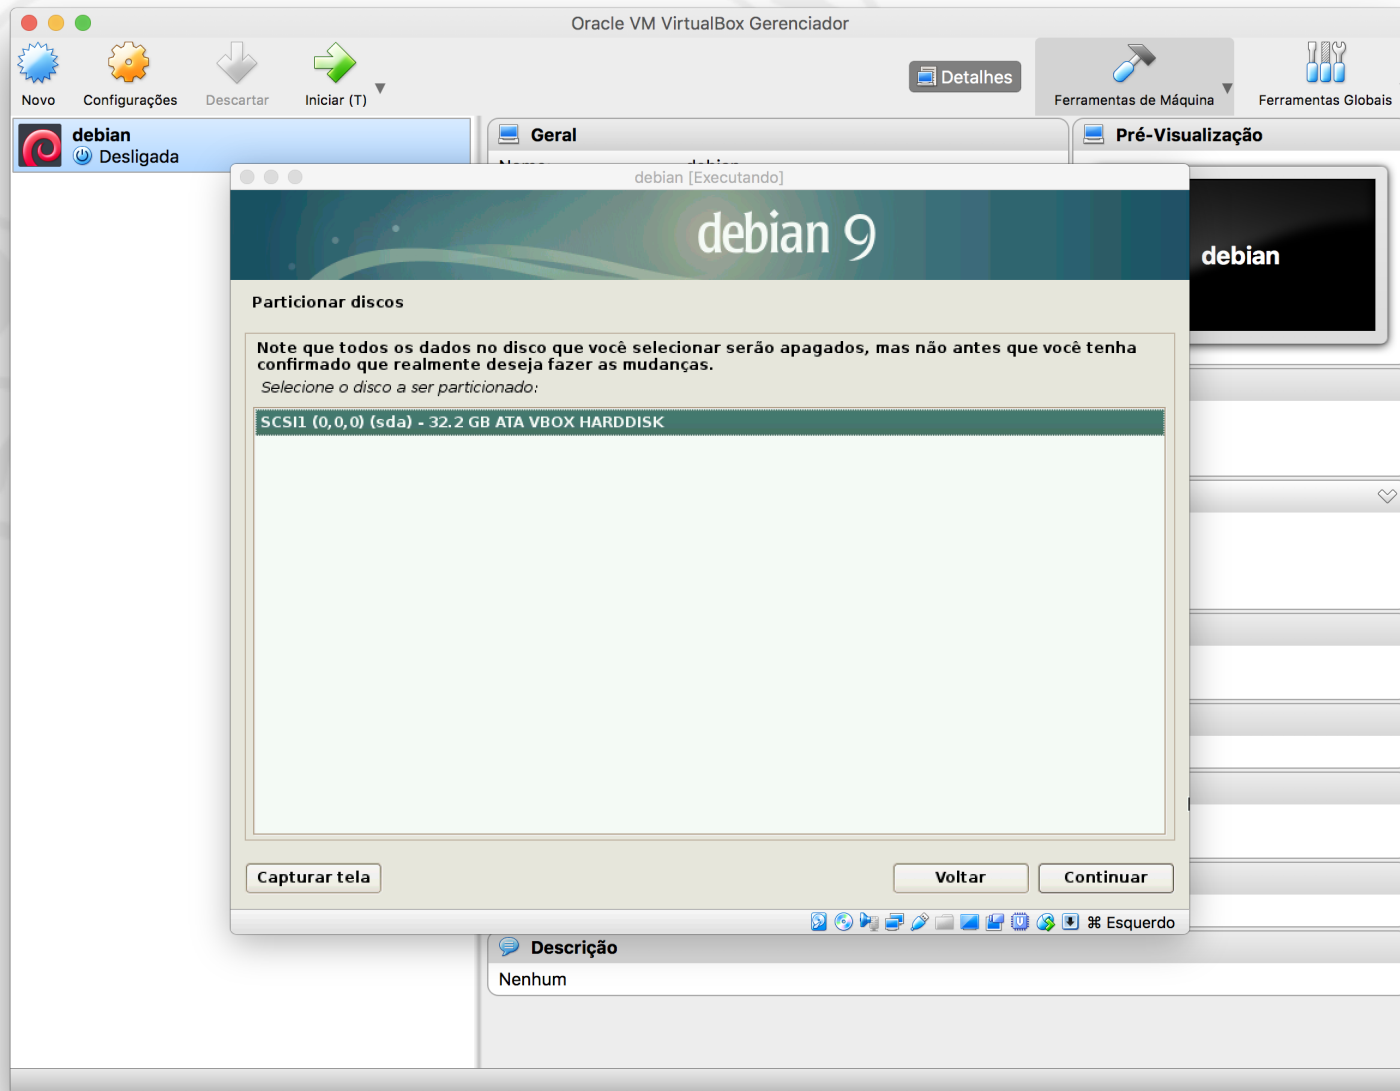 Oracle VM VirtualBox Gerenciador
Novo
Configurações
Descartar
Iniciar (T)
Detalhes
Ferramentas de Máquina
Ferramentas Globais
debian
Desligada
Geral
Pré-Visualização
debian
debian [Executando]
debian 9
Particionar discos
Note que todos os dados no disco que você selecionar serão apagados, mas não antes que você tenha
confirmado que realmente deseja fazer as mudanças.
Selecione o disco a ser particionado:
SCSI1 (0,0,0) (sda) - 32.2 GB ATA VBOX HARDDISK
Capturar tela
Voltar
Continuar
⌘ Esquerdo
Descrição
Nenhum